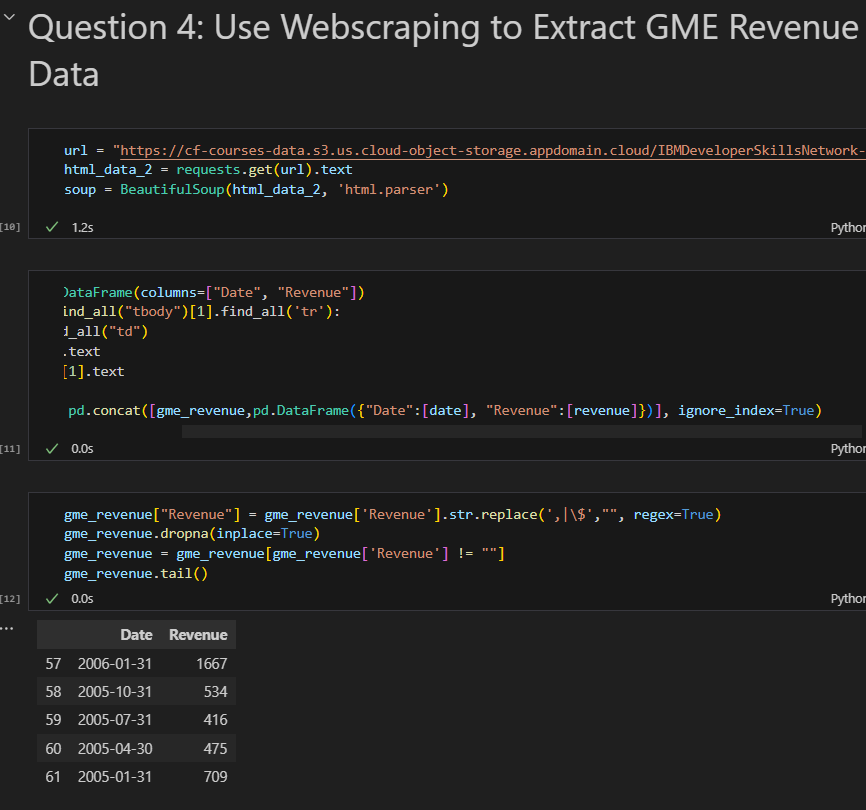 Question 4: Use Webscraping to Extract GME Revenue
Data
url = "https://cf-courses-data.s3.us.cloud-object-storage.appdomain.cloud/IBMDeveloperSkillsNetwork-
html_data_2 = requests.get(url).text
soup = BeautifulSoup(html_data_2, 'html.parser')
[10]
1.2s
Python
DataFrame(columns=["Date", "Revenue"])
ind_all("tbody")[1].find_all('tr'):
d_all("td")
.text
[1].text
pd.concat([gme_revenue,pd.DataFrame({"Date":[date], "Revenue":[revenue]})], ignore_index=True)
[11]
0.0s
Python
gme_revenue["Revenue"] = gme_revenue['Revenue'].str.replace(',|\$',"", regex=True)
gme_revenue.dropna(inplace=True)
gme_revenue = gme_revenue[gme_revenue['Revenue'] != ""]
gme_revenue.tail()
[12]
0.0s
Python
...
Date Revenue
57 2006-01-31 1667
58 2005-10-31 534
59 2005-07-31 416
60 2005-04-30 475
61 2005-01-31 709